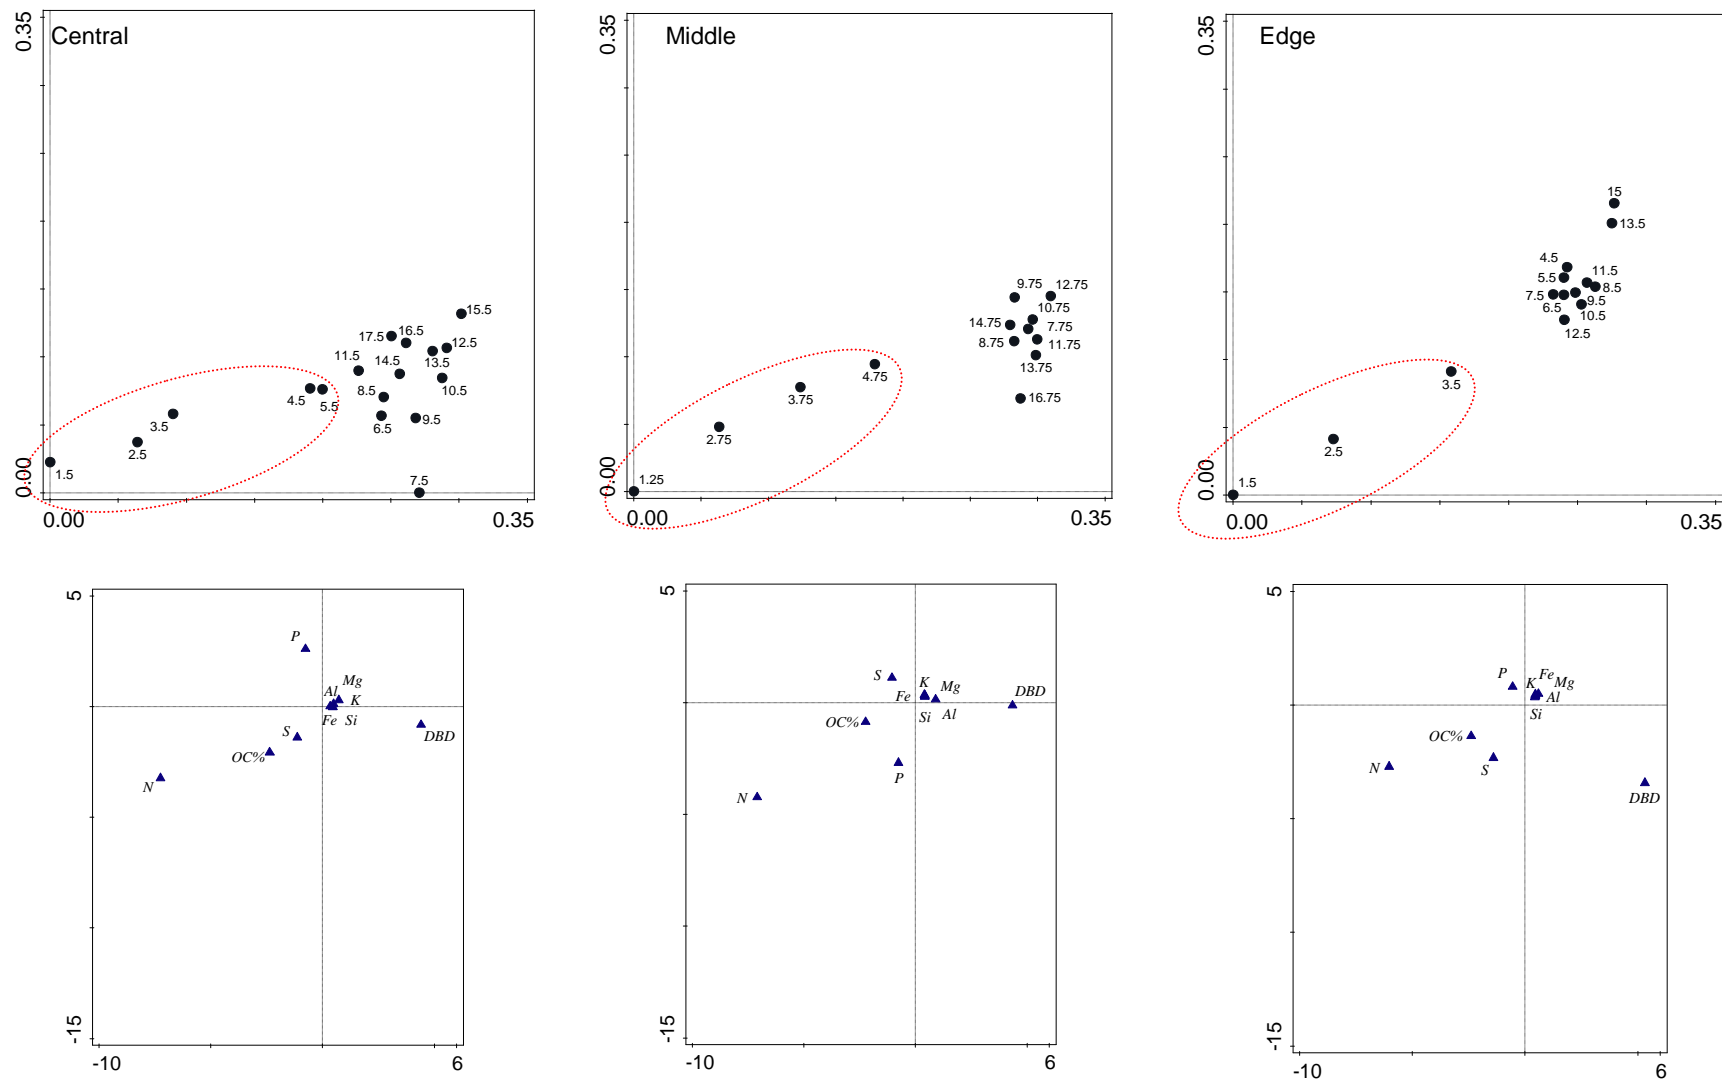 Central
0.35
15.5
17.5
16.5
12.5
11.5
14.5
13.5
10.5
8.5
4.5
5.5
9.5
6.5
3.5
2.5
1.5
7.5
0.00
0.00
0.35
Middle
0.35
9.75
12.75
10.75
14.75
7.75
8.75
11.75
13.75
4.75
3.75
16.75
2.75
1.25
0.00
0.00
0.35
Edge
0.35
15
13.5
4.5
11.5
5.5
8.5
7.5
9.5
6.5
10.5
12.5
3.5
2.5
1.5
0.00
0.00
0.35
5
P
Mg
Al
K
Fe
Si
S
DBD
OC%
N
-15
-10
6
5
S
K
Mg
DBD
Fe
OC%
Si
Al
P
N
-15
-10
6
5
P
Fe
K
Mg
Al
Si
OC%
N
S
DBD
-15
-10
6